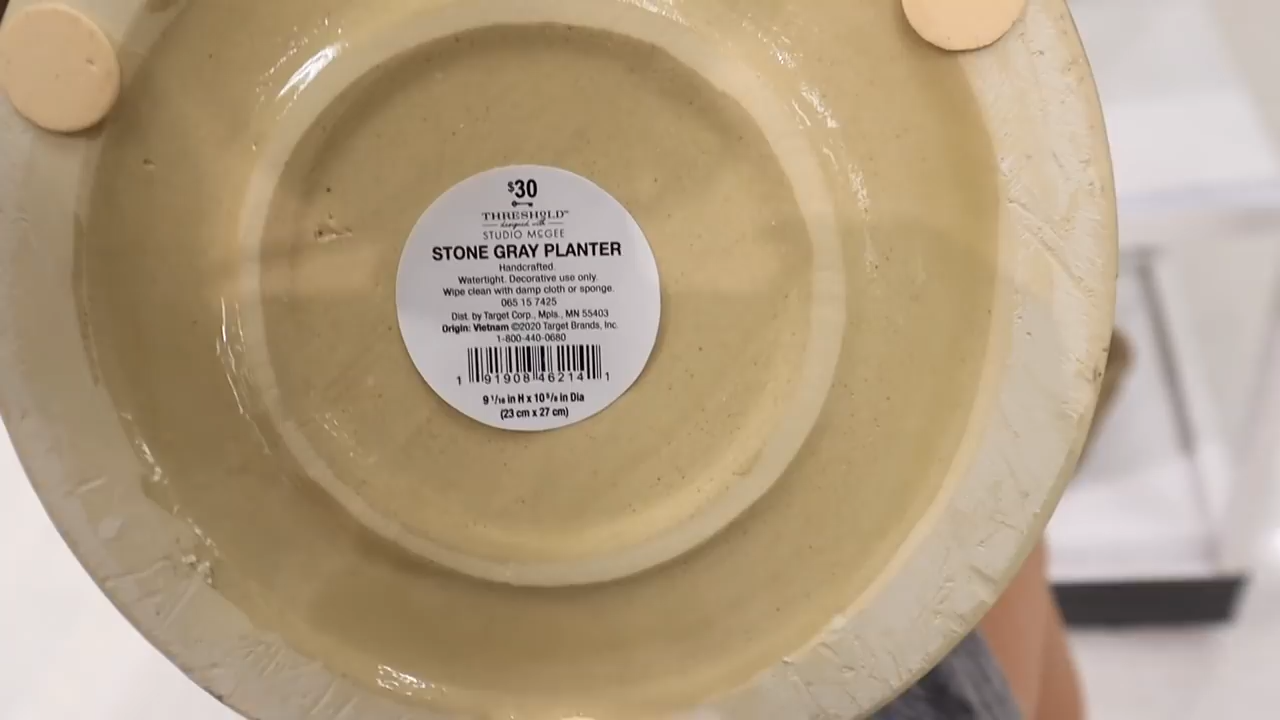 $30
THRESHOLD™
designed with
STUDIO McGEE
STONE GRAY PLANTER
Handcrafted.
Watertight. Decorative use only.
Wipe clean with damp cloth or sponge.
065 15 7425
Dist. by Target Corp., Mpls., MN 55403
Origin: Vietnam ©2020 Target Brands, Inc.
1-800-440-0680
1 91908 46214 1
9 1/16 in H x 10 5/8 in Dia
(23 cm x 27 cm)